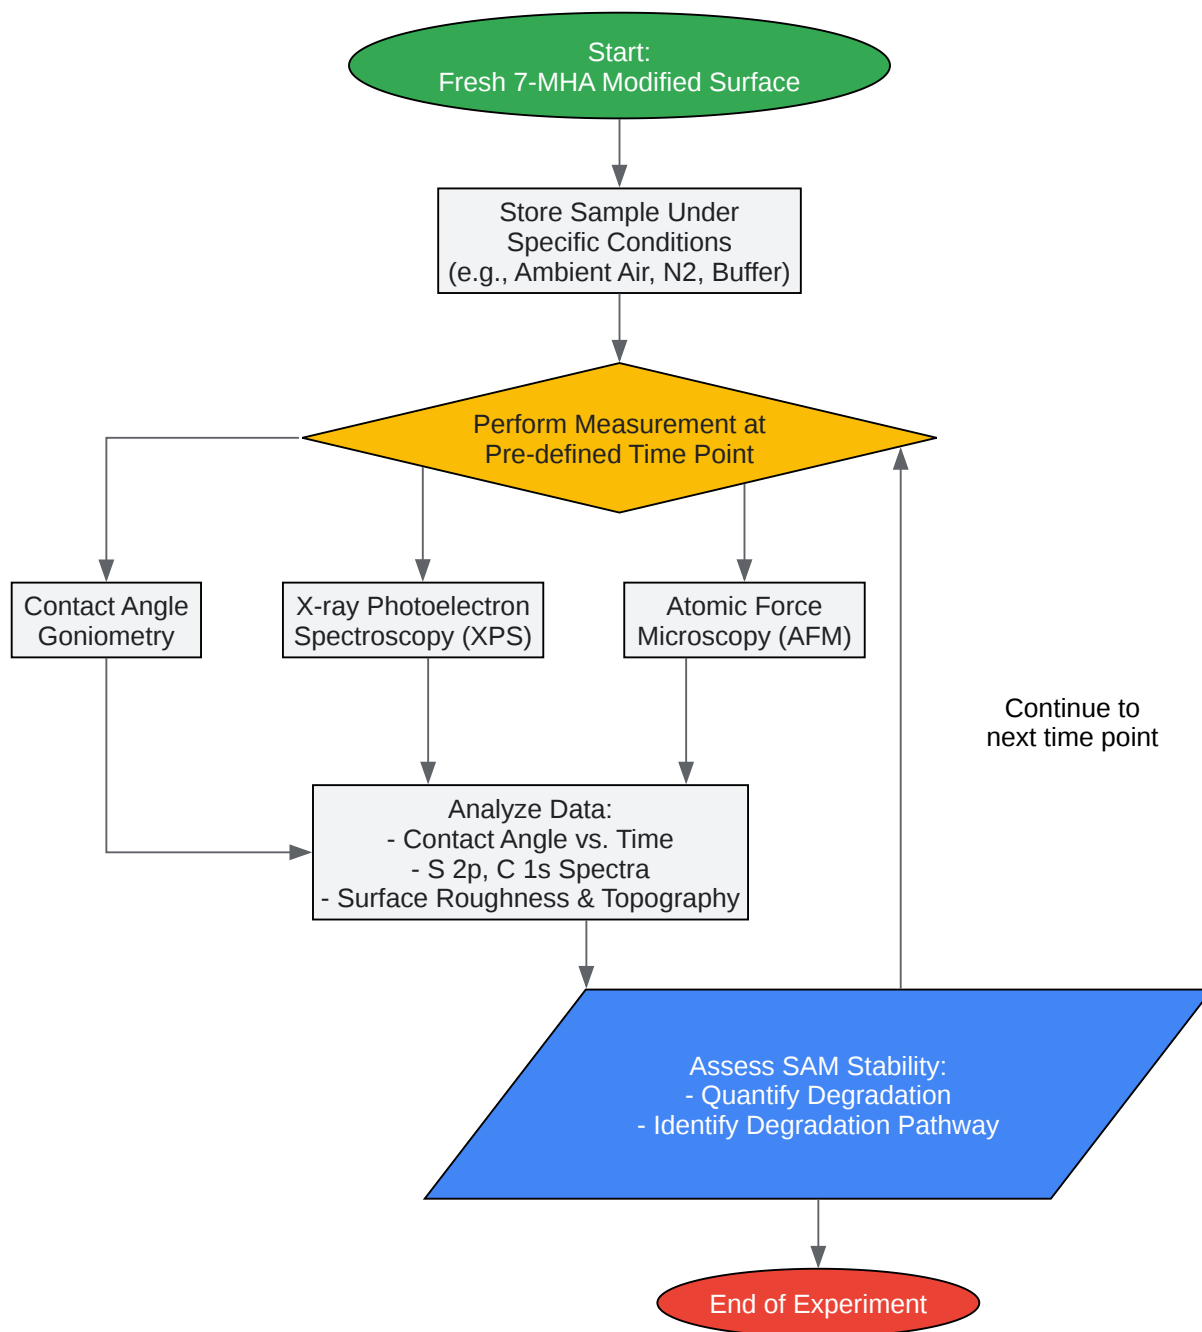 Start:
Fresh 7-MHA Modified Surface
Store Sample Under
Specific Conditions
(e.g., Ambient Air, N2, Buffer)
Perform Measurement at
Pre-defined Time Point
Contact Angle
Goniometry
X-ray Photoelectron
Spectroscopy (XPS)
Atomic Force
Microscopy (AFM)
Continue to
next time point
Analyze Data:
- Contact Angle vs. Time
- S 2p, C 1s Spectra
- Surface Roughness & Topography
Assess SAM Stability:
- Quantify Degradation
- Identify Degradation Pathway
End of Experiment